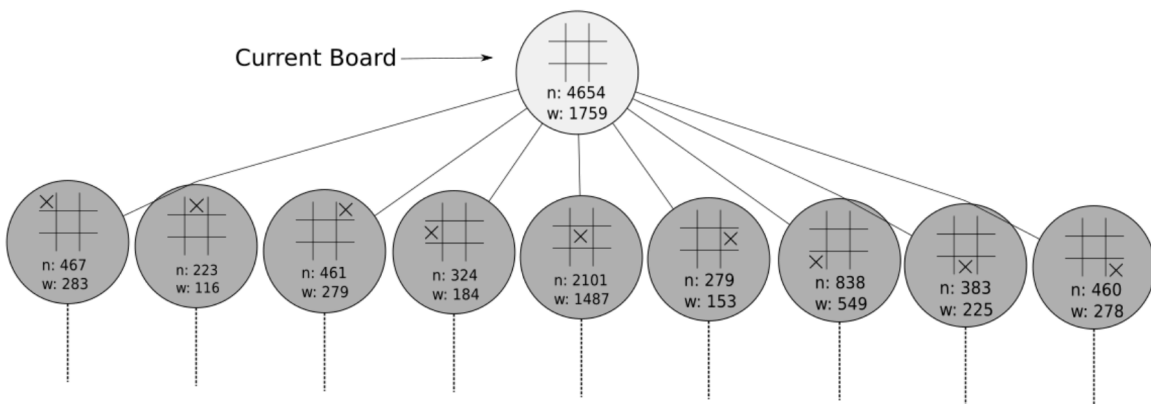 Current Board
n: 4654
w: 1759
n: 467
w: 283
n: 223
w: 116
n: 461
w: 279
n: 324
w: 184
n: 2101
w: 1487
n: 279
w: 153
n: 838
w: 549
n: 383
w: 225
n: 460
w: 278